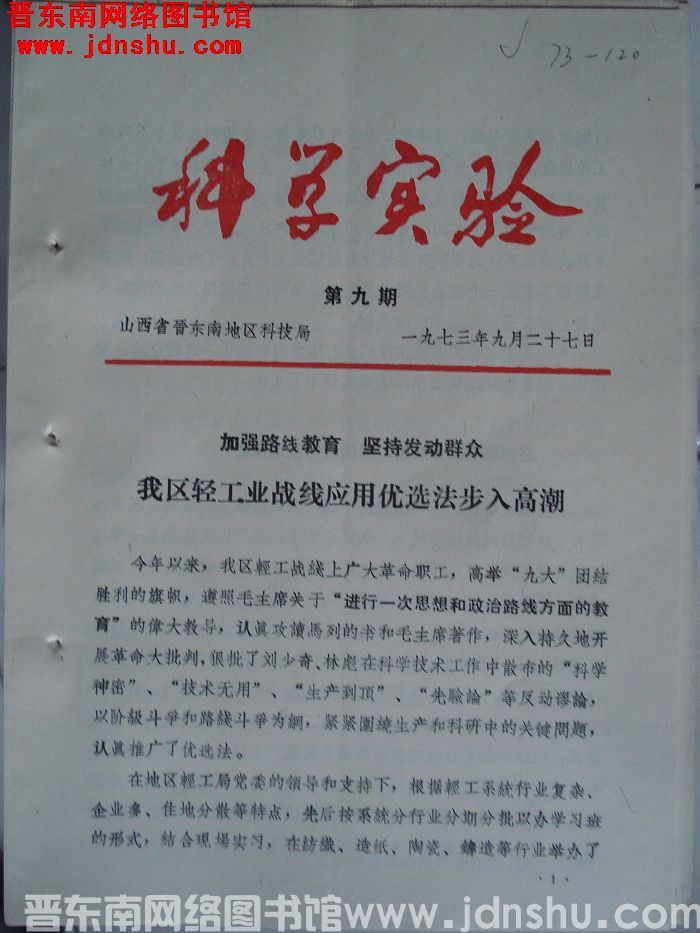 晋东南网络图书馆
www.jdnshu.com
73-120
科学实验
第九期
山西省晋东南地区科技局 一九七三年九月二十七日
加强路线教育 坚持发动群众
我区轻工业战线应用优选法步入高潮
今年以来，我区輕工战綫上广大革命职工，高举“九大”团結
胜利的旗帜，遵照毛主席关于“进行一次思想和政治路线方面的教
育”的偉大教导，认眞攻讀馬列的书和毛主席著作，深入持久地开
展革命大批判，狠批了刘少奇、林彪在科学技术工作中散布的“科学
神密”、“技术无用”、“生产到頂”、“先驗論”等反动謬論，
以阶級斗爭和路綫斗爭为綱，紧紧圍繞生产和科研中的关键問題，
认眞推广了优选法。
在地区輕工局党委的領导和支持下，根据輕工系統行业复杂、
企业多、住地分散等特点，先后按系統分行业分期分批以办学习班
的形式，結合現場实习，在紡織、造纸、陶瓷、鑄造等行业举办了
·1·
晋东南网络图书馆www.jdnshu.com